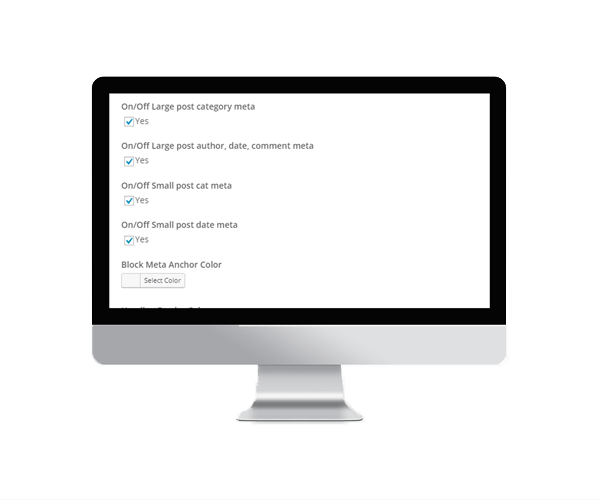 On/Off Large post category meta
Yes
On/Off Large post author, date, comment meta
Yes
On/Off Small post cat meta
Yes
On/Off Small post date meta
Yes
Block Meta Anchor Color
Select Color